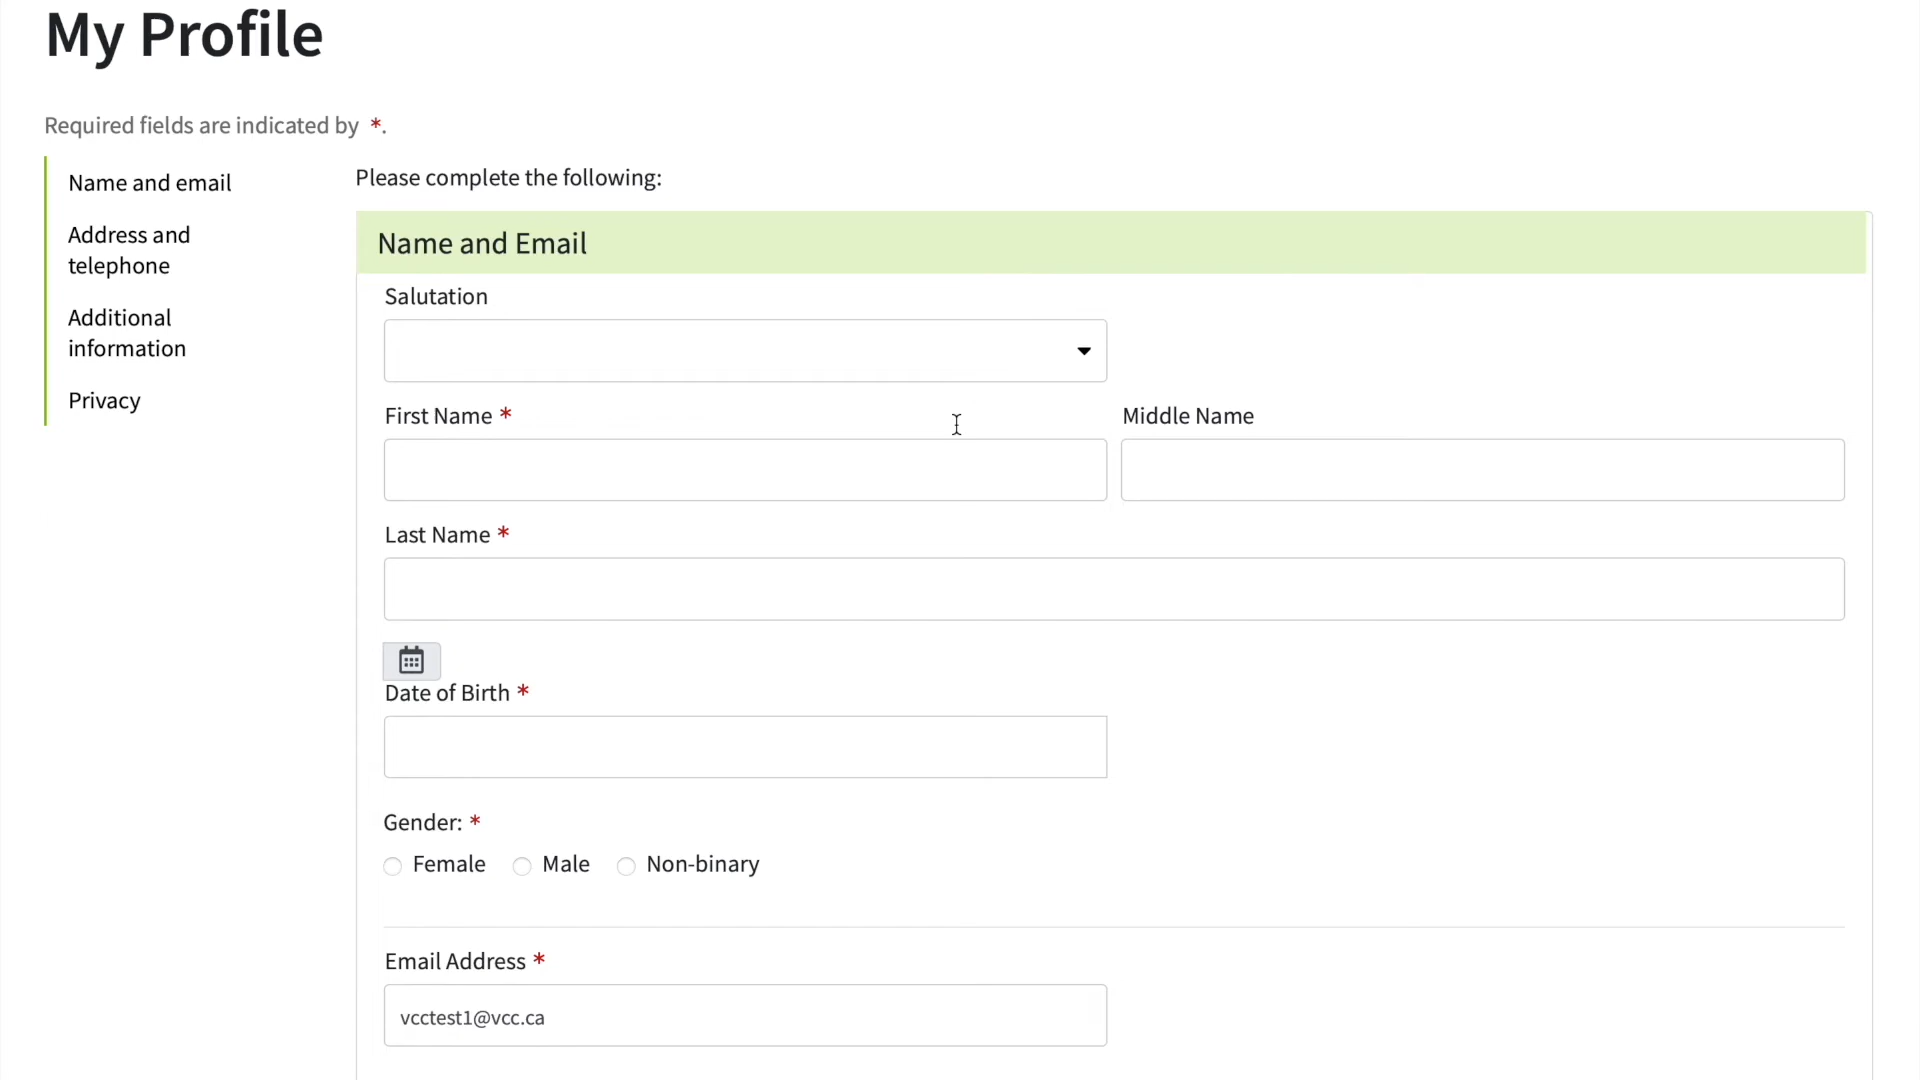 My Profile
Required fields are indicated by *.
Name and email
Address and
telephone
Additional
information
Privacy
Please complete the following:
Name and Email
Salutation
First Name *
Middle Name
Last Name *
Date of Birth *
Gender: *
Female
Male
Non-binary
Email Address *
vcctest1@vcc.ca